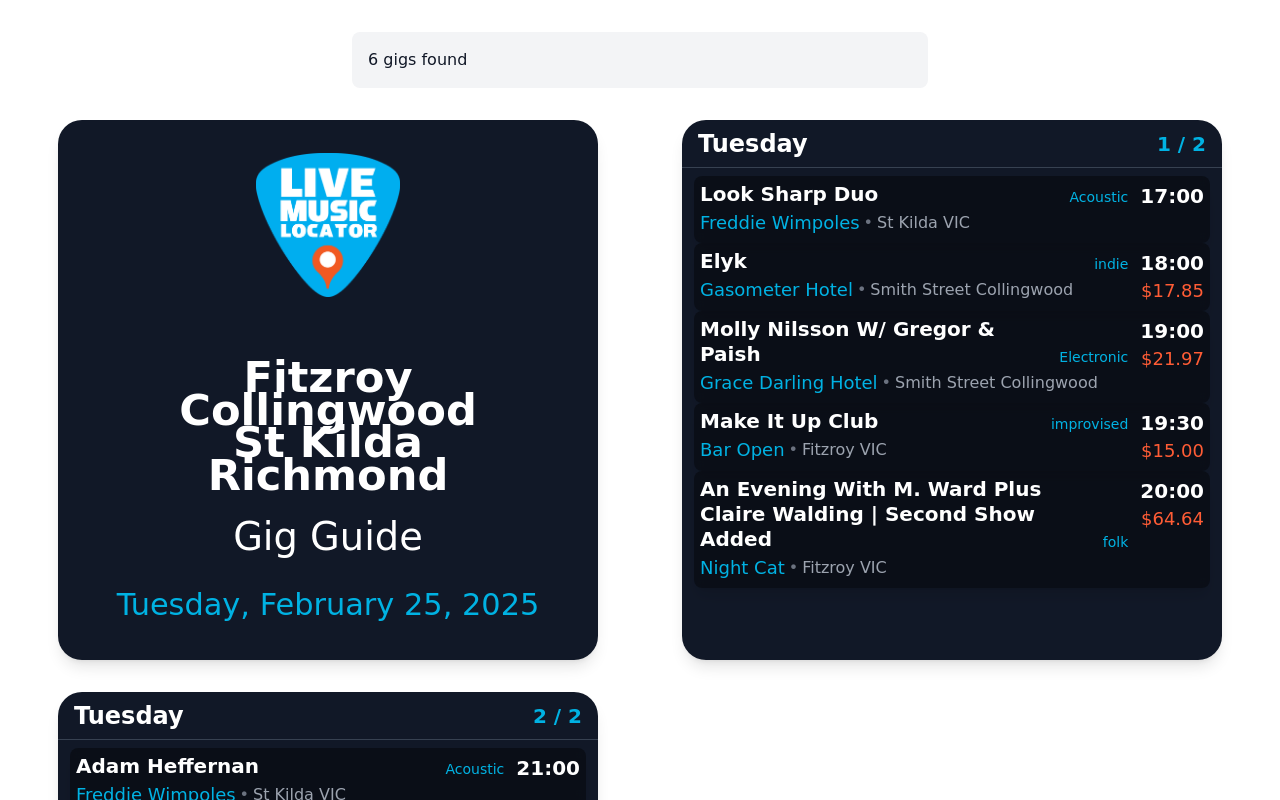 6 gigs found
LIVE
MUSIC
LOCATOR
Fitzroy
Collingwood
St Kilda
Richmond
Gig Guide
Tuesday, February 25, 2025
Tuesday 1 / 2
Look Sharp Duo Acoustic 17:00
Freddie Wimpoles • St Kilda VIC
Elyk indie 18:00
Gasometer Hotel • Smith Street Collingwood $17.85
Molly Nilsson W/ Gregor & 19:00
Paish Electronic $21.97
Grace Darling Hotel • Smith Street Collingwood
Make It Up Club improvised 19:30
Bar Open • Fitzroy VIC $15.00
An Evening With M. Ward Plus 20:00
Claire Walding | Second Show $64.64
Added folk
Night Cat • Fitzroy VIC
Tuesday 2 / 2
Adam Heffernan Acoustic 21:00
Freddie Wimpoles • St Kilda VIC